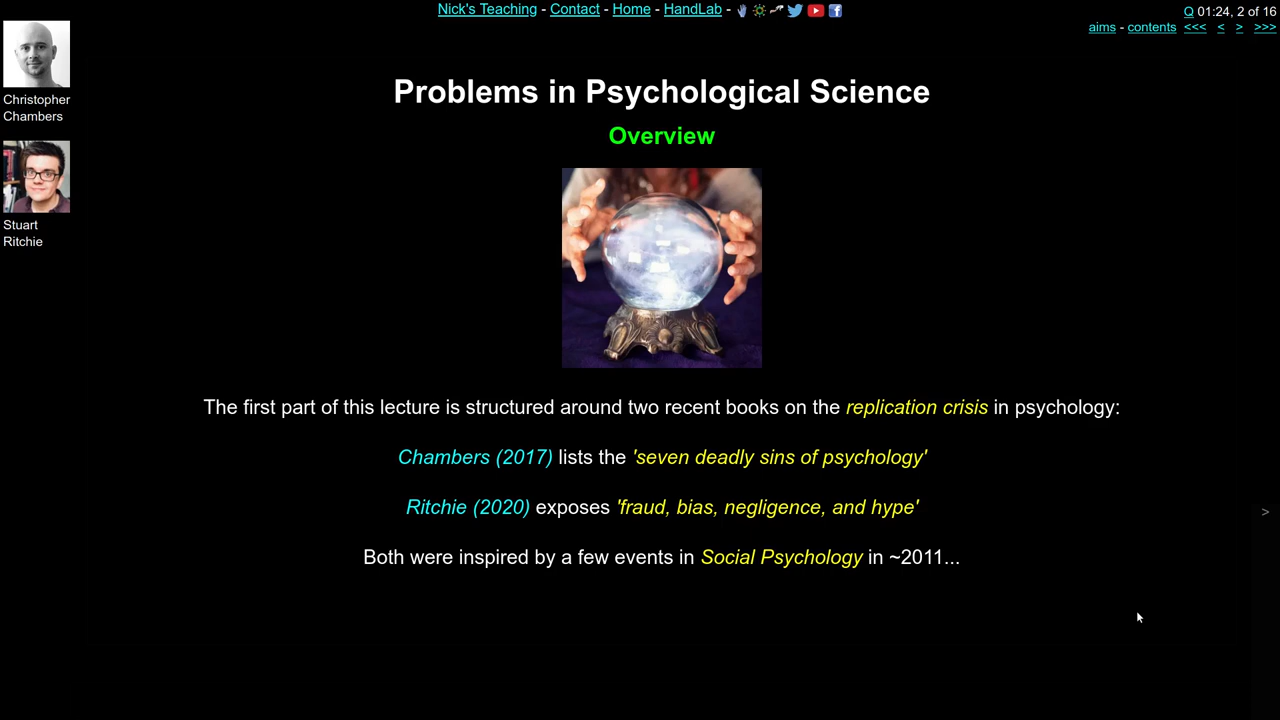 Nick's Teaching - Contact - Home - HandLab -
Q 01:24, 2 of 16
aims - contents <<< < > >>>
Christopher
Chambers
Stuart
Ritchie
Problems in Psychological Science
Overview
The first part of this lecture is structured around two recent books on the replication crisis in psychology:
Chambers (2017) lists the 'seven deadly sins of psychology'
Ritchie (2020) exposes 'fraud, bias, negligence, and hype'
Both were inspired by a few events in Social Psychology in ~2011...
>